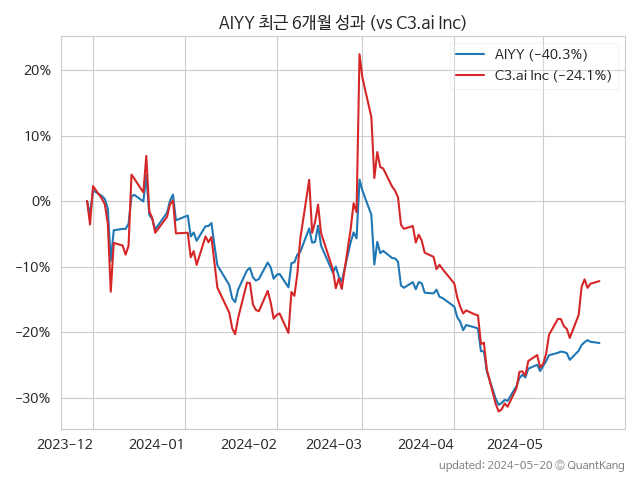 AIYY 최근 6개월 성과 (vs C3.ai Inc)
AIYY (-40.3%)
C3.ai Inc (-24.1%)
20%
10%
0%
-10%
-20%
-30%
2023-12 2024-01 2024-02 2024-03 2024-04 2024-05
updated: 2024-05-20 © QuantKang